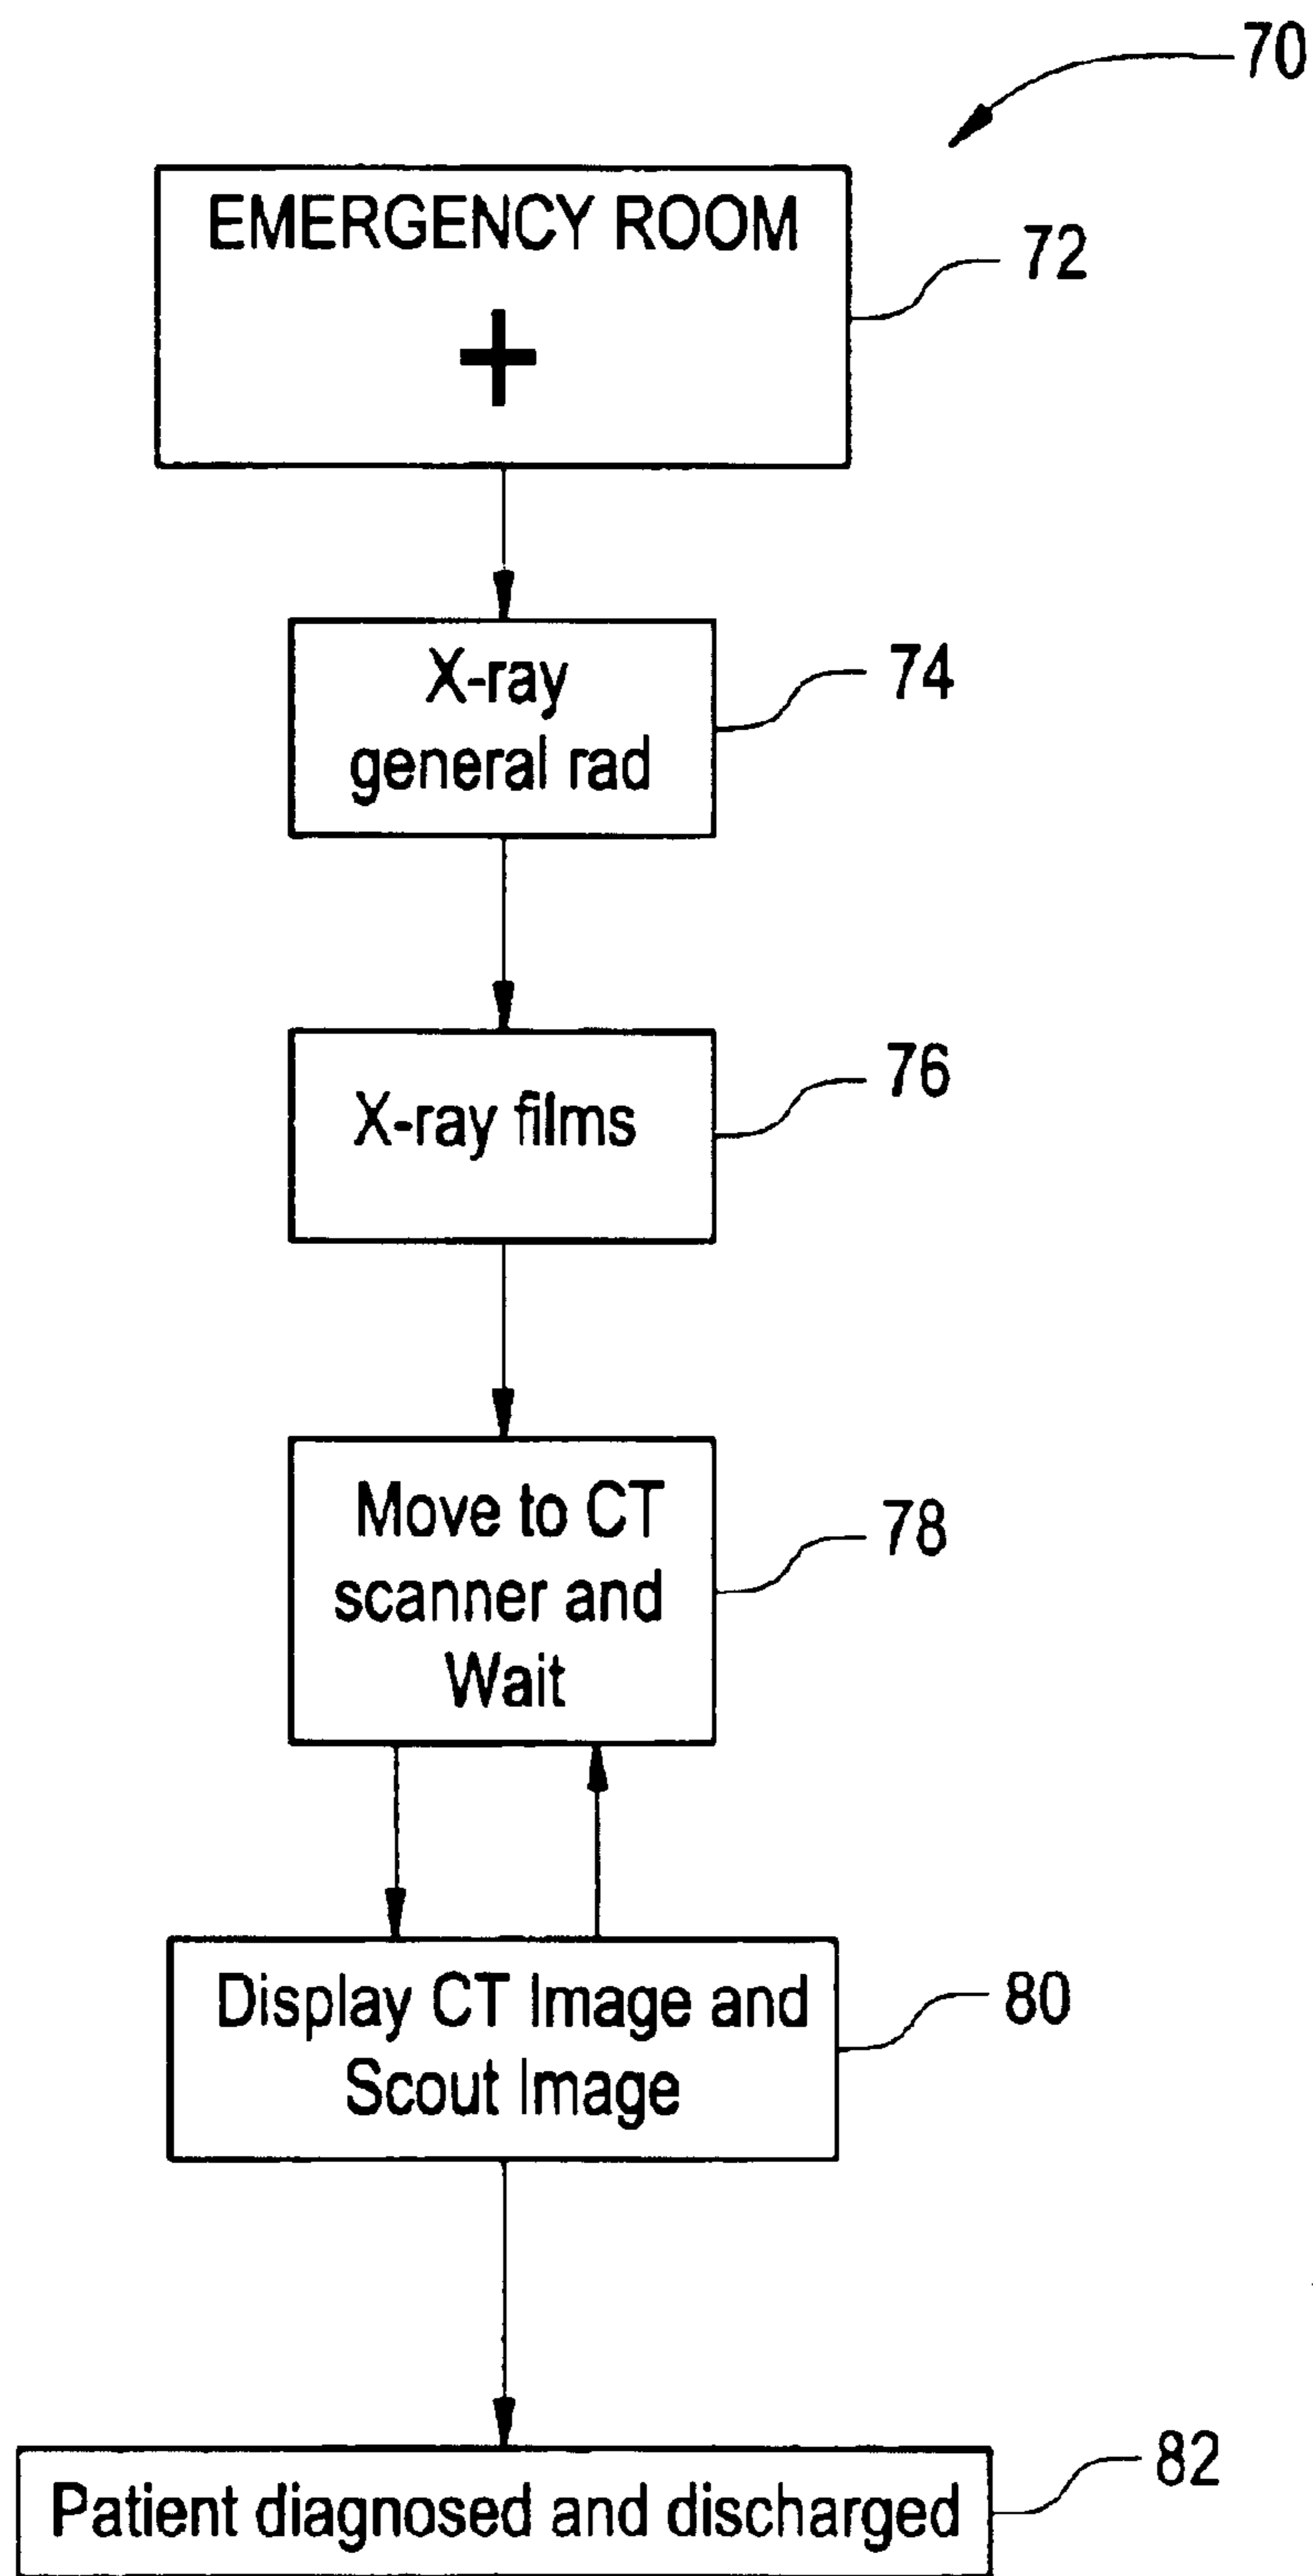 70
EMERGENCY ROOM
+
72
X-ray
general rad
74
X-ray films
76
Move to CT
scanner and
Wait
78
Display CT Image and
Scout Image
80
Patient diagnosed and discharged
82